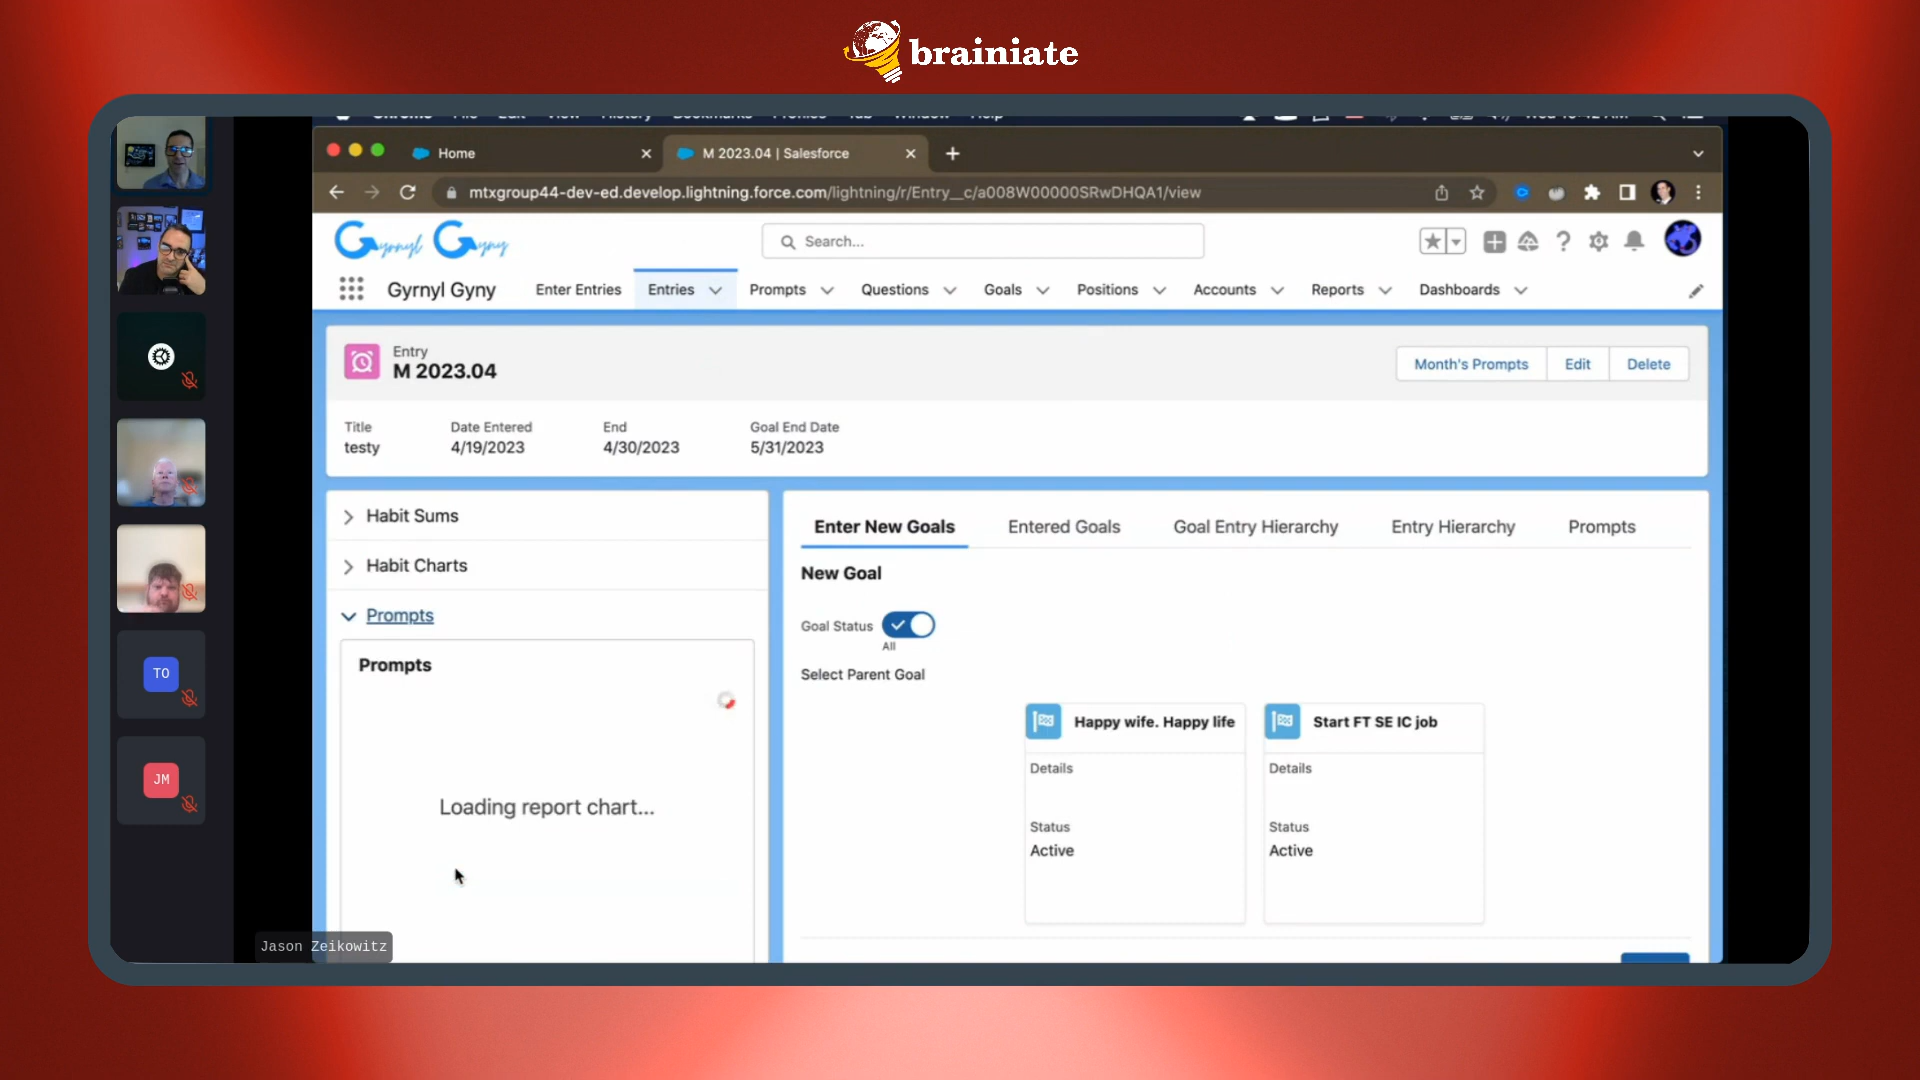 brainiate
Home
M 2023.04 | Salesforce
mtxgroup44-dev-ed.develop.lightning.force.com/lightning/r/Entry__c/a008W00000SRwDHQA1/view
Gyrnyl Gyny
Search...
Gyrnyl Gyny
Enter Entries
Entries
Prompts
Questions
Goals
Positions
Accounts
Reports
Dashboards
Entry
M 2023.04
Month's Prompts
Edit
Delete
Title
Date Entered
End
Goal End Date
testy
4/19/2023
4/30/2023
5/31/2023
Habit Sums
Habit Charts
Prompts
Prompts
Loading report chart...
Enter New Goals
Entered Goals
Goal Entry Hierarchy
Entry Hierarchy
Prompts
New Goal
Goal Status
All
Select Parent Goal
Happy wife. Happy life
Details
Status
Active
Start FT SE IC job
Details
Status
Active
TO
JM
Jason Zeikowitz